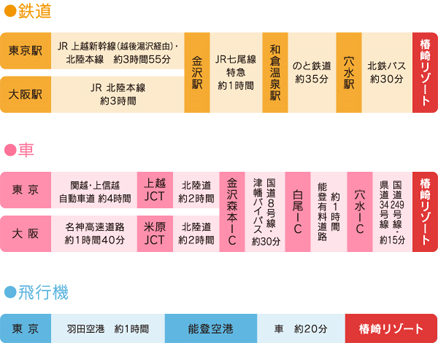 ●鉄道
東京駅
JR 上越新幹線(越後湯沢経由)・
北陸本線 約3時間55分
大阪駅
JR 北陸本線
約3時間
金沢駅
JR七尾線
特急
約1時間
和倉温泉駅
のと鉄道
約35分
穴水駅
北鉄バス
約30分
椿崎リゾート
●車
東京
関越・上信越
自動車道 約4時間
上越
JCT
北陸道
約2時間
大阪
名神高速道路
約1時間40分
米原
JCT
北陸道
約2時間
金沢森本IC
国道8号線・
津幡バイパス
約30分
白尾IC
能登有料道路
約1時間
穴水IC
国道249号線・
県道34号線
約15分
椿崎リゾート
●飛行機
東京
羽田空港 約1時間
能登空港
車 約20分
椿崎リゾート